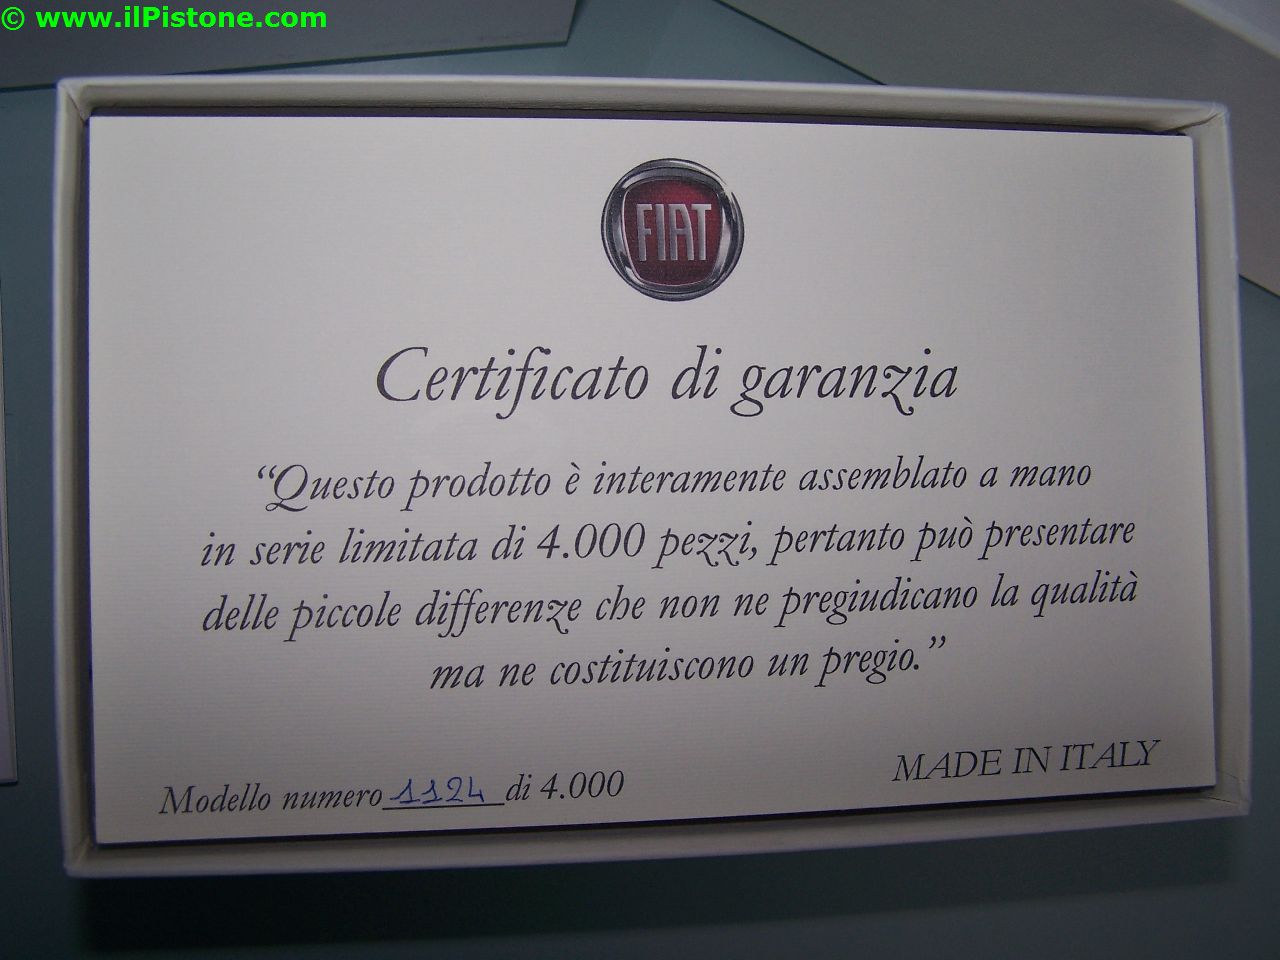 © www.ilPistone.com
FIAT
Certificato di garanzia
“Questo prodotto è interamente assemblato a mano
in serie limitata di 4.000 pezzi, pertanto può presentare
delle piccole differenze che non ne pregiudicano la qualità
ma ne costituiscono un pregio.”
MADE IN ITALY
Modello numero 1124 di 4.000